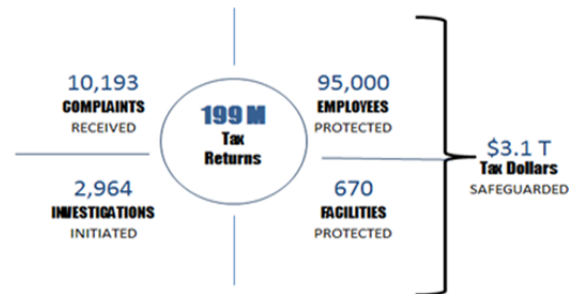 10,193
COMPLAINTS
RECEIVED
95,000
EMPLOYEES
PROTECTED
199 M
Tax
Returns
2,964
INVESTIGATIONS
INITIATED
670
FACILITIES
PROTECTED
$3.1 T
Tax Dollars
SAFEGUARDED